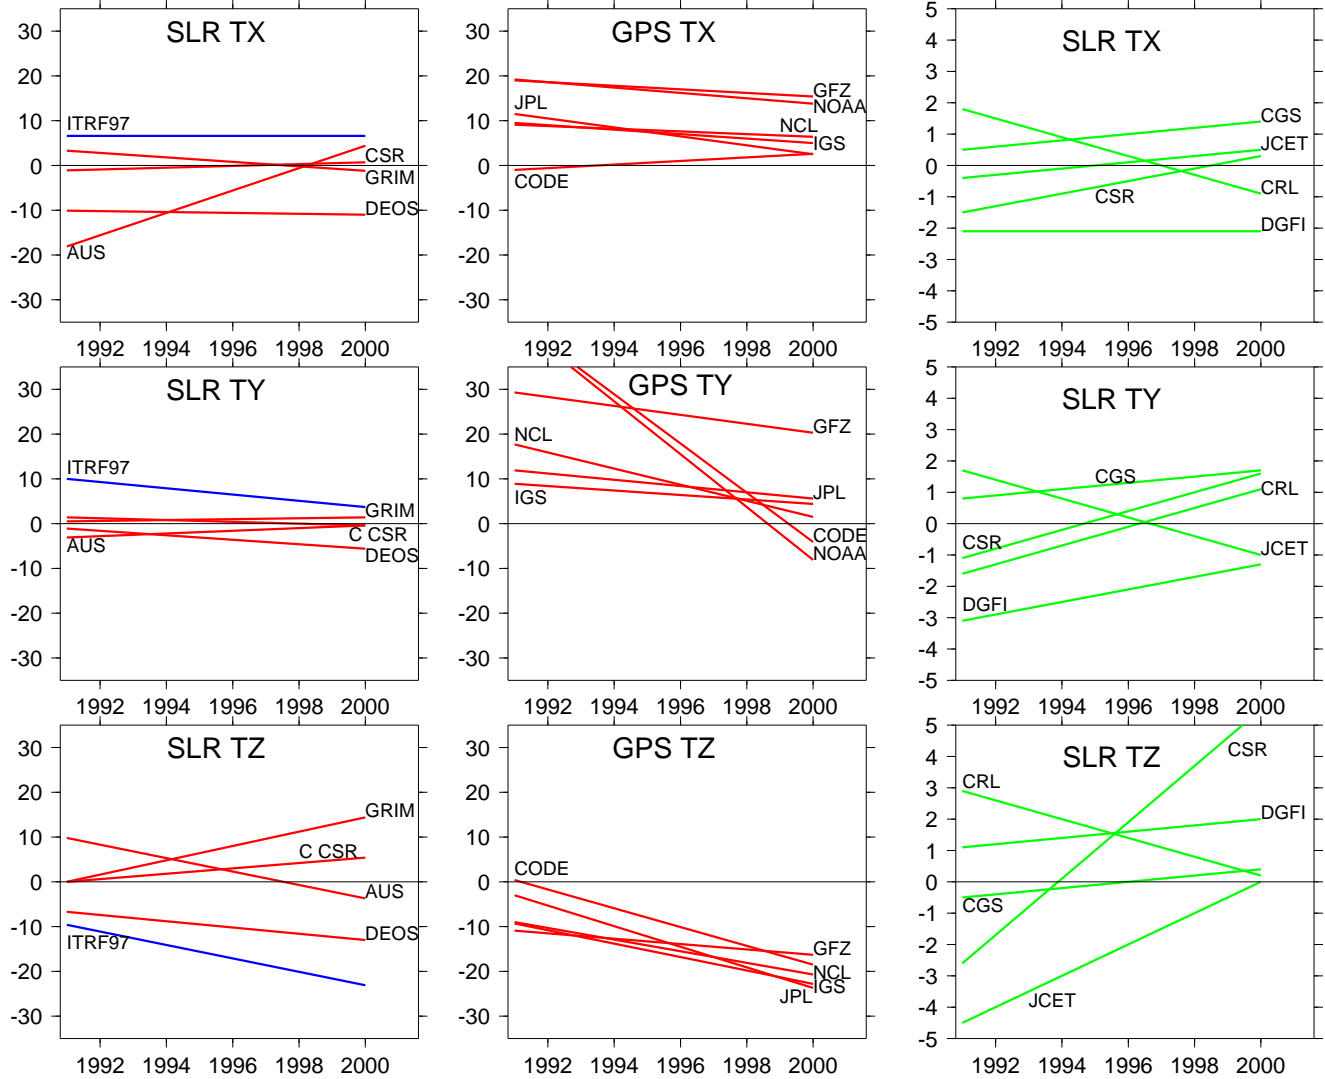 SLR TX
30
20
10
0
-10
-20
-30
ITRF97
CSR
GRIM
DEOS
AUS
1992 1994 1996 1998 2000
GPS TX
30
20
10
0
-10
-20
-30
GFZ
NOAA
JPL
NCL
IGS
CODE
1992 1994 1996 1998 2000
SLR TX
5
4
3
2
1
0
-1
-2
-3
-4
-5
CGS
JCET
CRL
CSR
DGFI
1992 1994 1996 1998 2000
SLR TY
30
20
10
0
-10
-20
-30
ITRF97
GRIM
C CSR
AUS
DEOS
1992 1994 1996 1998 2000
GPS TY
30
20
10
0
-10
-20
-30
GFZ
NCL
JPL
IGS
CODE
NOAA
1992 1994 1996 1998 2000
SLR TY
5
4
3
2
1
0
-1
-2
-3
-4
-5
CGS
CRL
CSR
JCET
DGFI
1992 1994 1996 1998 2000
SLR TZ
30
20
10
0
-10
-20
-30
GRIM
C CSR
AUS
DEOS
ITRF97
1992 1994 1996 1998 2000
GPS TZ
30
20
10
0
-10
-20
-30
CODE
GFZ
NCL
IGS
JPL
1992 1994 1996 1998 2000
SLR TZ
5
4
3
2
1
0
-1
-2
-3
-4
-5
CSR
CRL
DGFI
CGS
JCET
1992 1994 1996 1998 2000